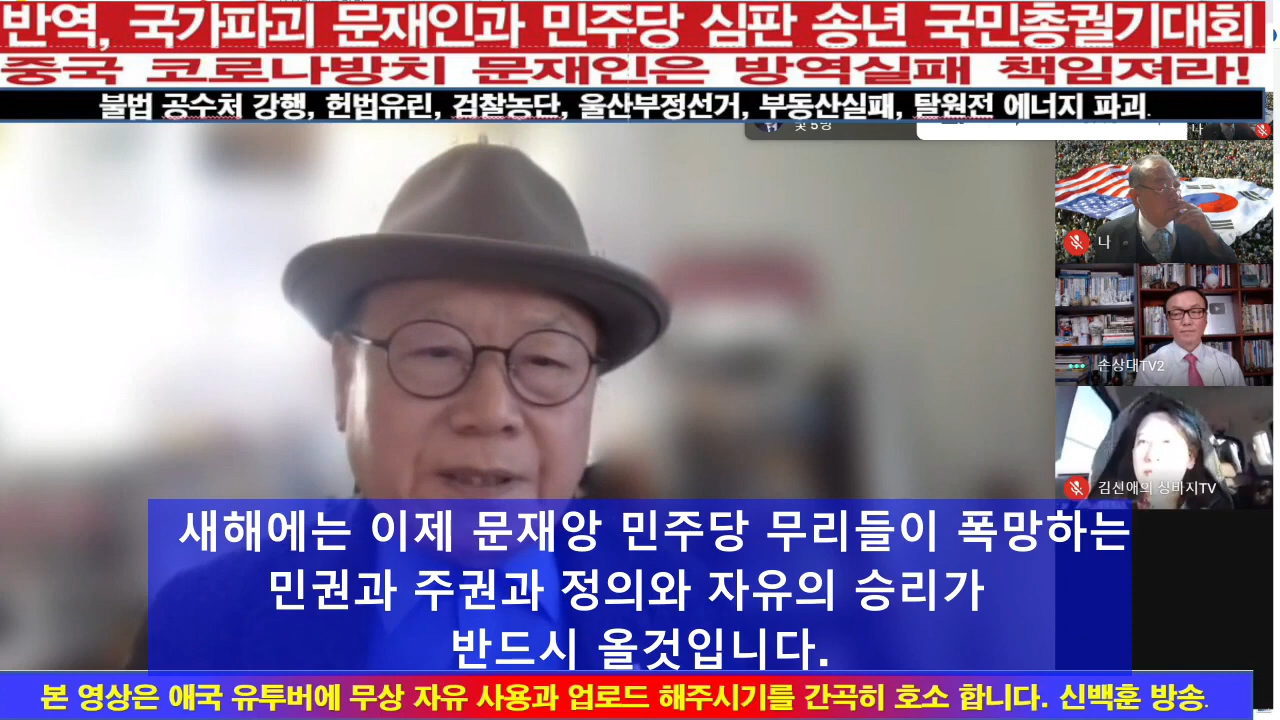 반역, 국가파괴 문재인과 민주당 심판 송년 국민총궐기대회
중국 코로나방치 문재인은 방역실패 책임져라!
불법 공수처 강행, 헌법유린, 검찰농단, 울산부정선거, 부동산실패, 탈원전 에너지 파괴.
나
나
손상대TV2
김선애의 싱바지TV
새해에는 이제 문재앙 민주당 무리들이 폭망하는
민권과 주권과 정의와 자유의 승리가
반드시 올것입니다.
본 영상은 애국 유투버에 무상 자유 사용과 업로드 해주시기를 간곡히 호소 합니다. 신백훈 방송.